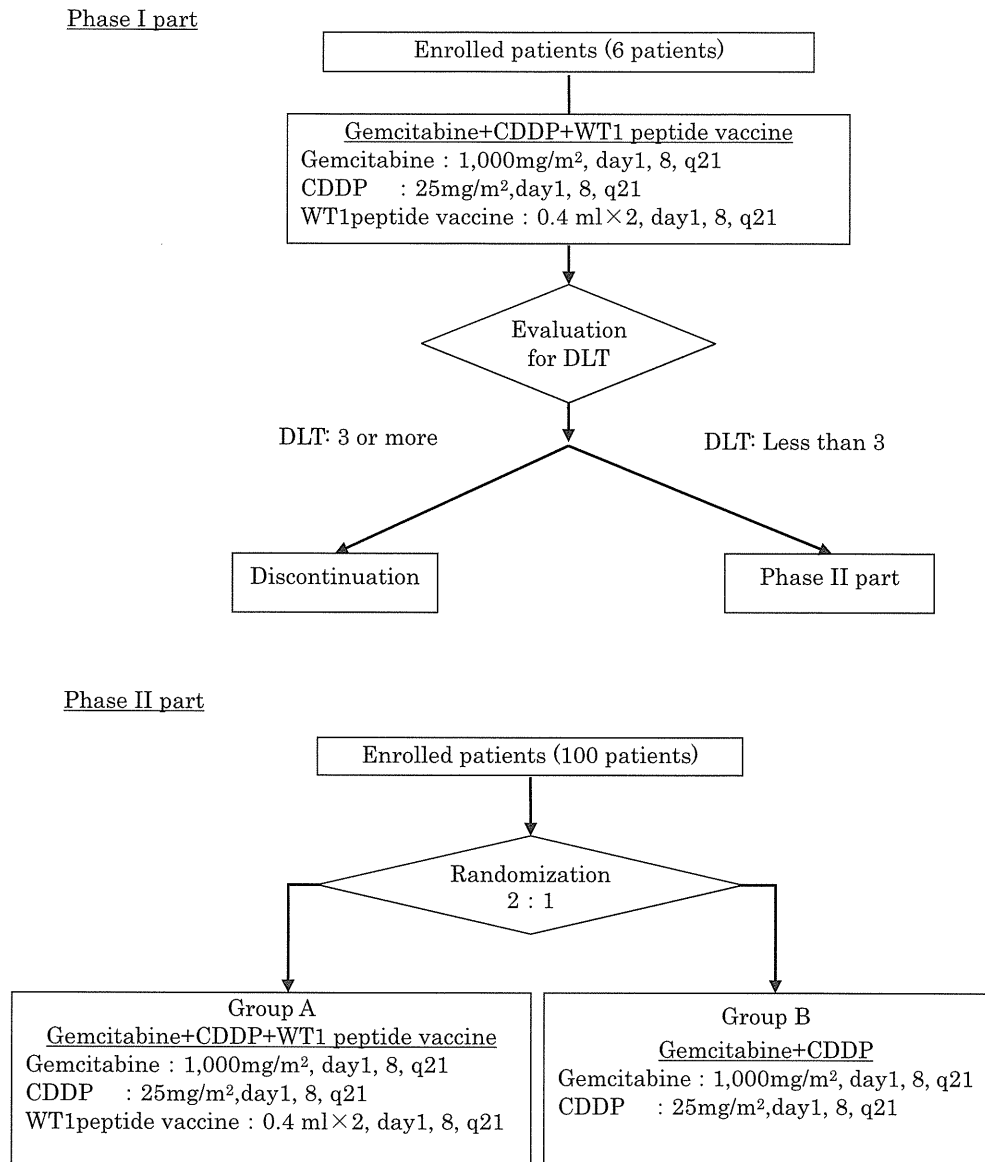 Phase I part
Enrolled patients (6 patients)
Gemcitabine+CDDP+WT1 peptide vaccine
Gemcitabine : 1,000mg/m², day1, 8, q21
CDDP : 25mg/m²,day1, 8, q21
WT1peptide vaccine : 0.4 ml×2, day1, 8, q21
Evaluation
for DLT
DLT: 3 or more
DLT: Less than 3
Discontinuation
Phase II part
Phase II part
Enrolled patients (100 patients)
Randomization
2 : 1
Group A
Gemcitabine+CDDP+WT1 peptide vaccine
Gemcitabine : 1,000mg/m², day1, 8, q21
CDDP : 25mg/m²,day1, 8, q21
WT1peptide vaccine : 0.4 ml×2, day1, 8, q21
Group B
Gemcitabine+CDDP
Gemcitabine : 1,000mg/m², day1, 8, q21
CDDP : 25mg/m²,day1, 8, q21